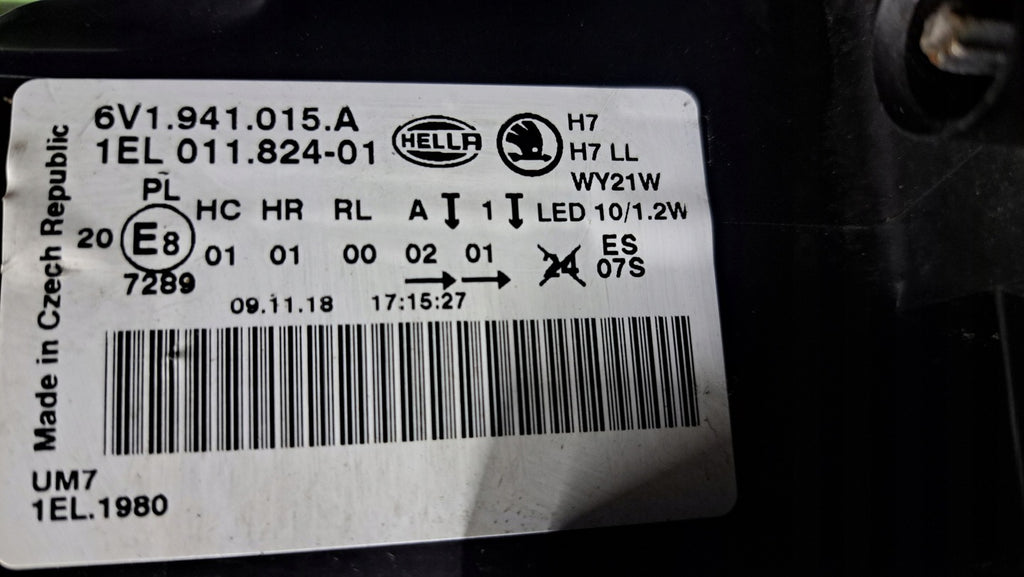 Made in Czech Republic
6V1.941.015.A
1EL 011.824-01
HELLA
H7
H7 LL
WY21W
PL
HC HR RL A 1 LED 10/1.2W
20 E8 01 01 00 02 01 24 ES
7289 07S
09.11.18 17:15:27
UM7
1EL.1980